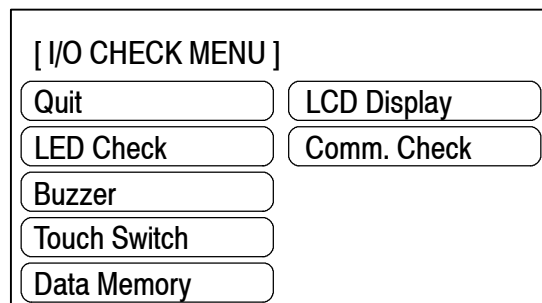 [ I/O CHECK MENU ]
Quit
LCD Display
LED Check
Comm. Check
Buzzer
Touch Switch
Data Memory